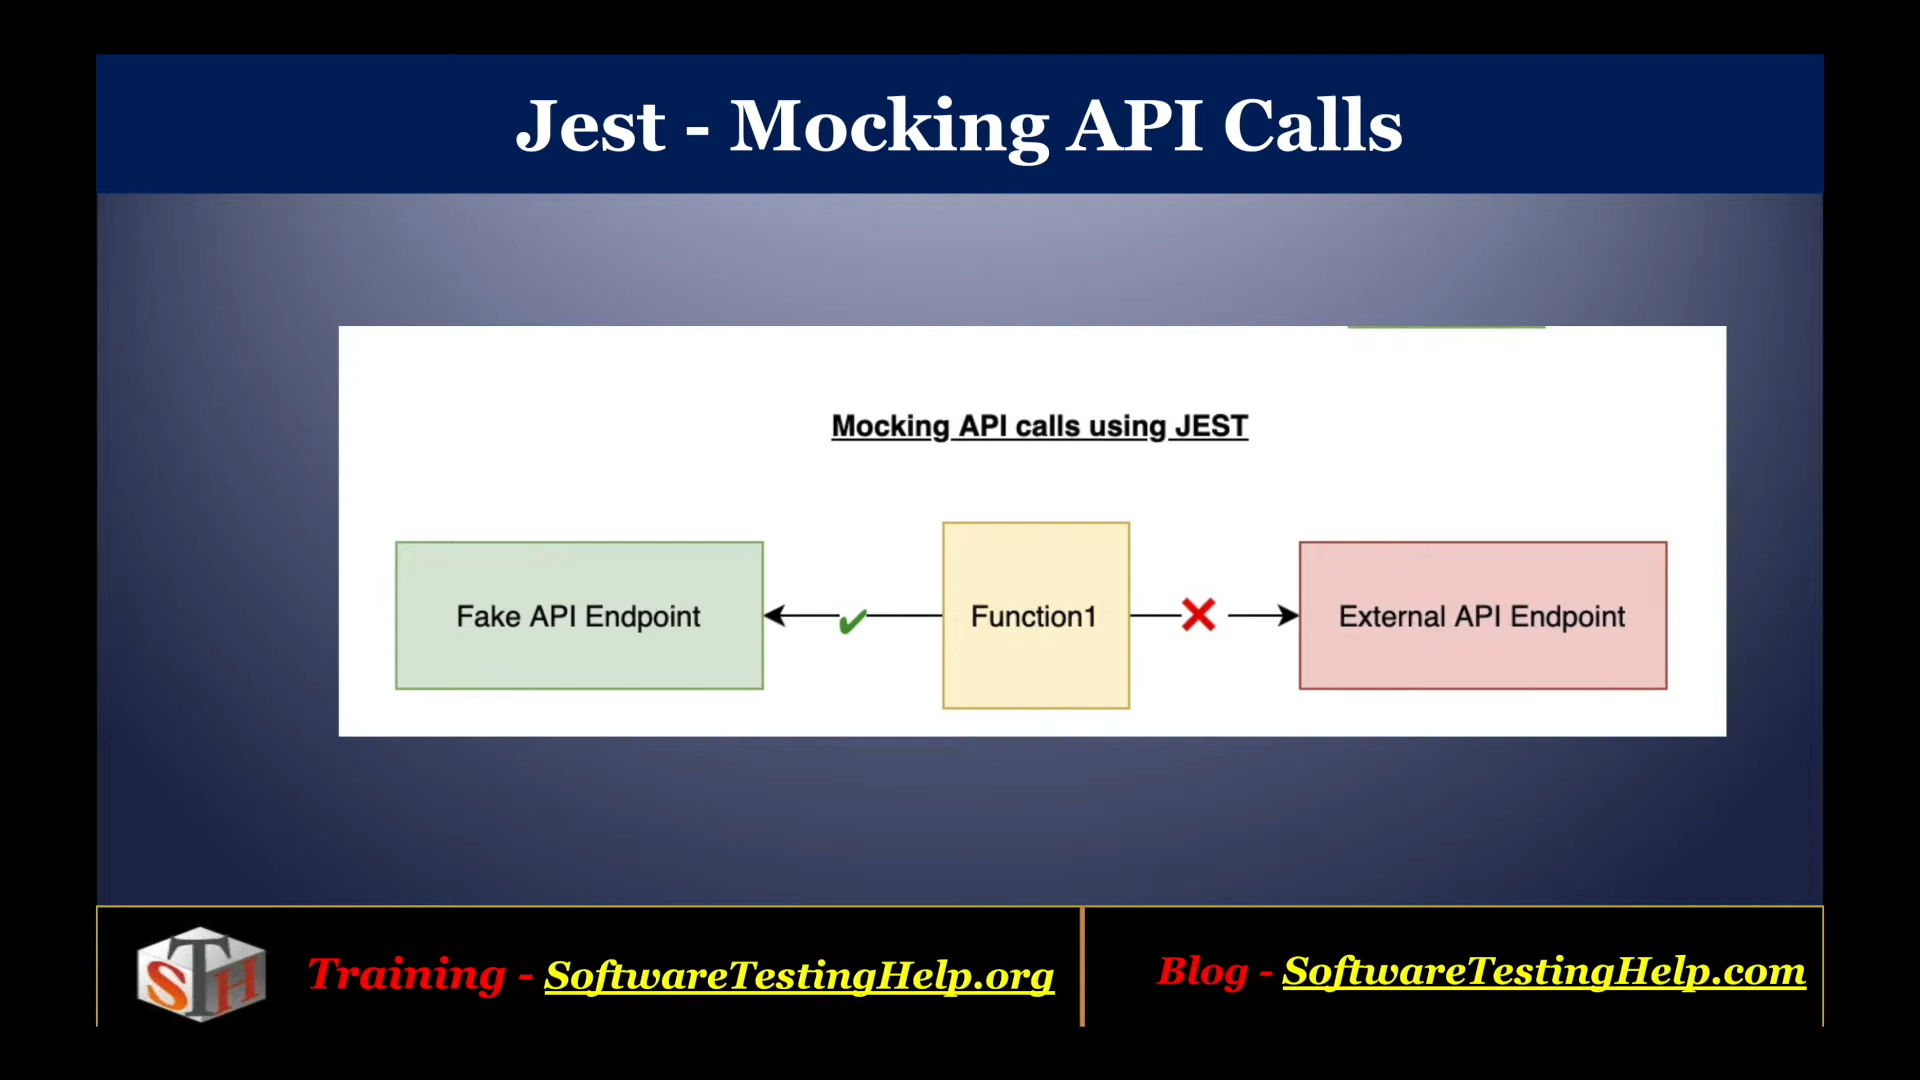 Jest - Mocking API Calls
Mocking API calls using JEST
Fake API Endpoint
Function1
External API Endpoint
STH
Training - SoftwareTestingHelp.org
Blog - SoftwareTestingHelp.com